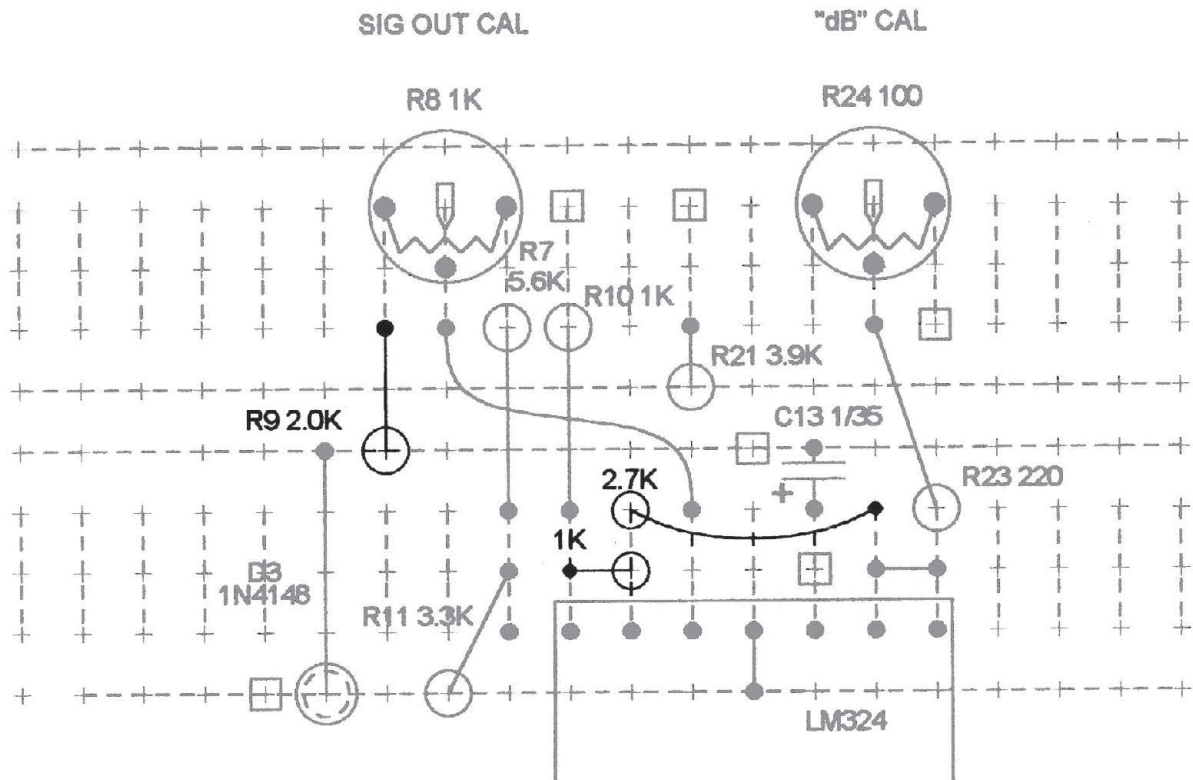 SIG OUT CAL
"dB" CAL
R8 1K
R24 100
R7
5.6K
R10 1K
R21 3.9K
R9 2.0K
C13 1/35
2.7K
R23 220
1K
D3
1N4148
R11 3.3K
LM324